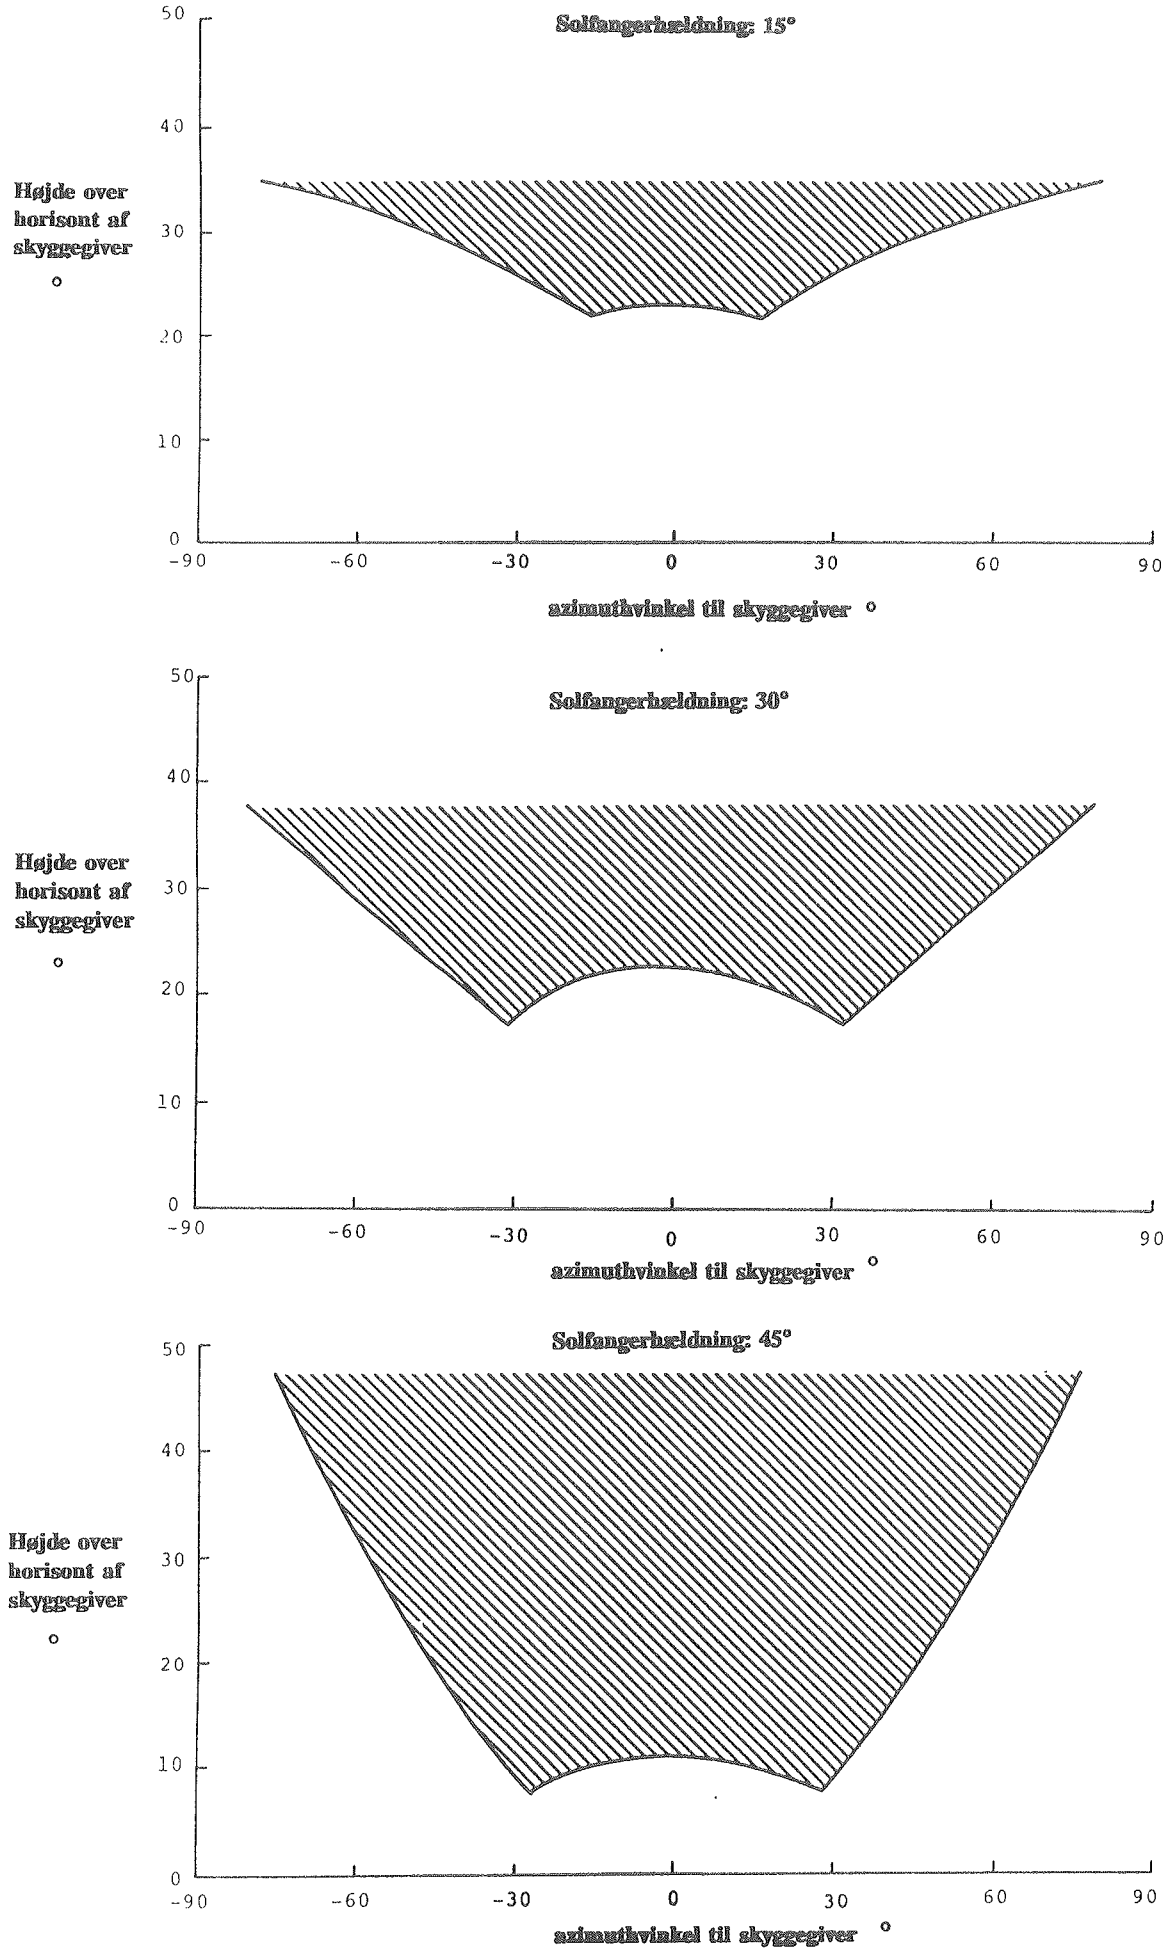 Solfangerhældning: 15°
50
40
30
20
10
0
Højde over
horisont af
skyggegiver
°
-90 -60 -30 0 30 60 90
azimuthvinkel til skyggegiver °
Solfangerhældning: 30°
50
40
30
20
10
0
Højde over
horisont af
skyggegiver
°
-90 -60 -30 0 30 60 90
azimuthvinkel til skyggegiver °
Solfangerhældning: 45°
50
40
30
20
10
0
Højde over
horisont af
skyggegiver
°
-90 -60 -30 0 30 60 90
azimuthvinkel til skyggegiver °